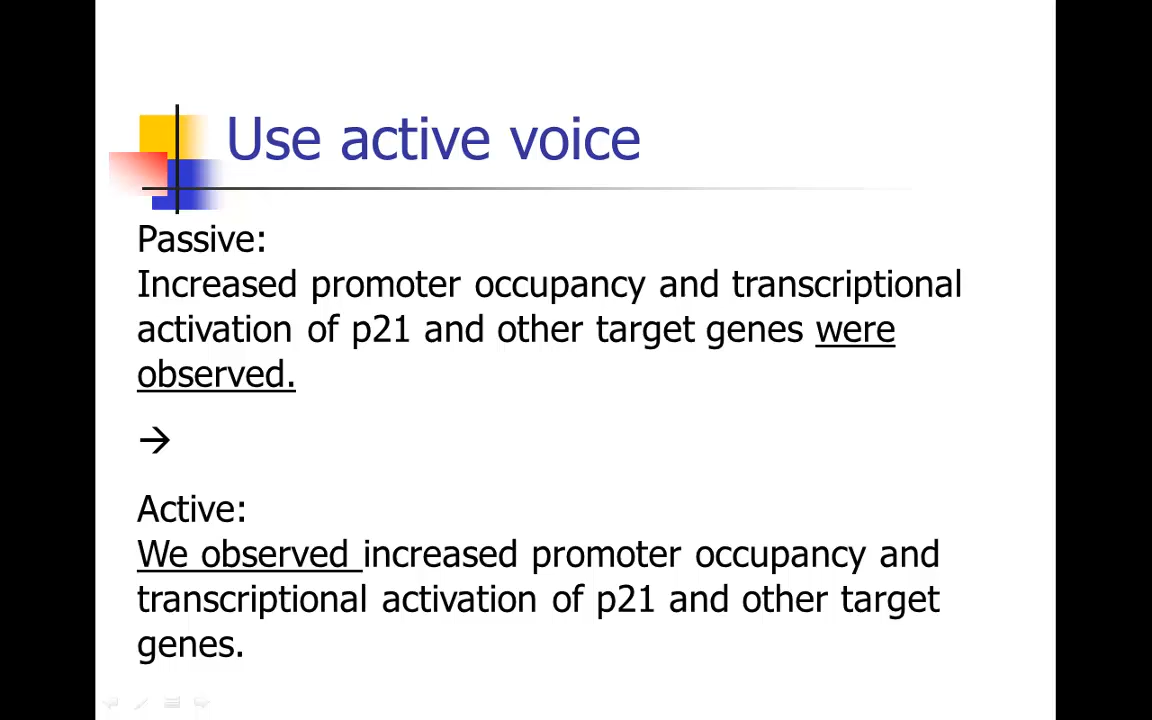 Use active voice
Passive:
Increased promoter occupancy and transcriptional
activation of p21 and other target genes were
observed.
→
Active:
We observed increased promoter occupancy and
transcriptional activation of p21 and other target
genes.